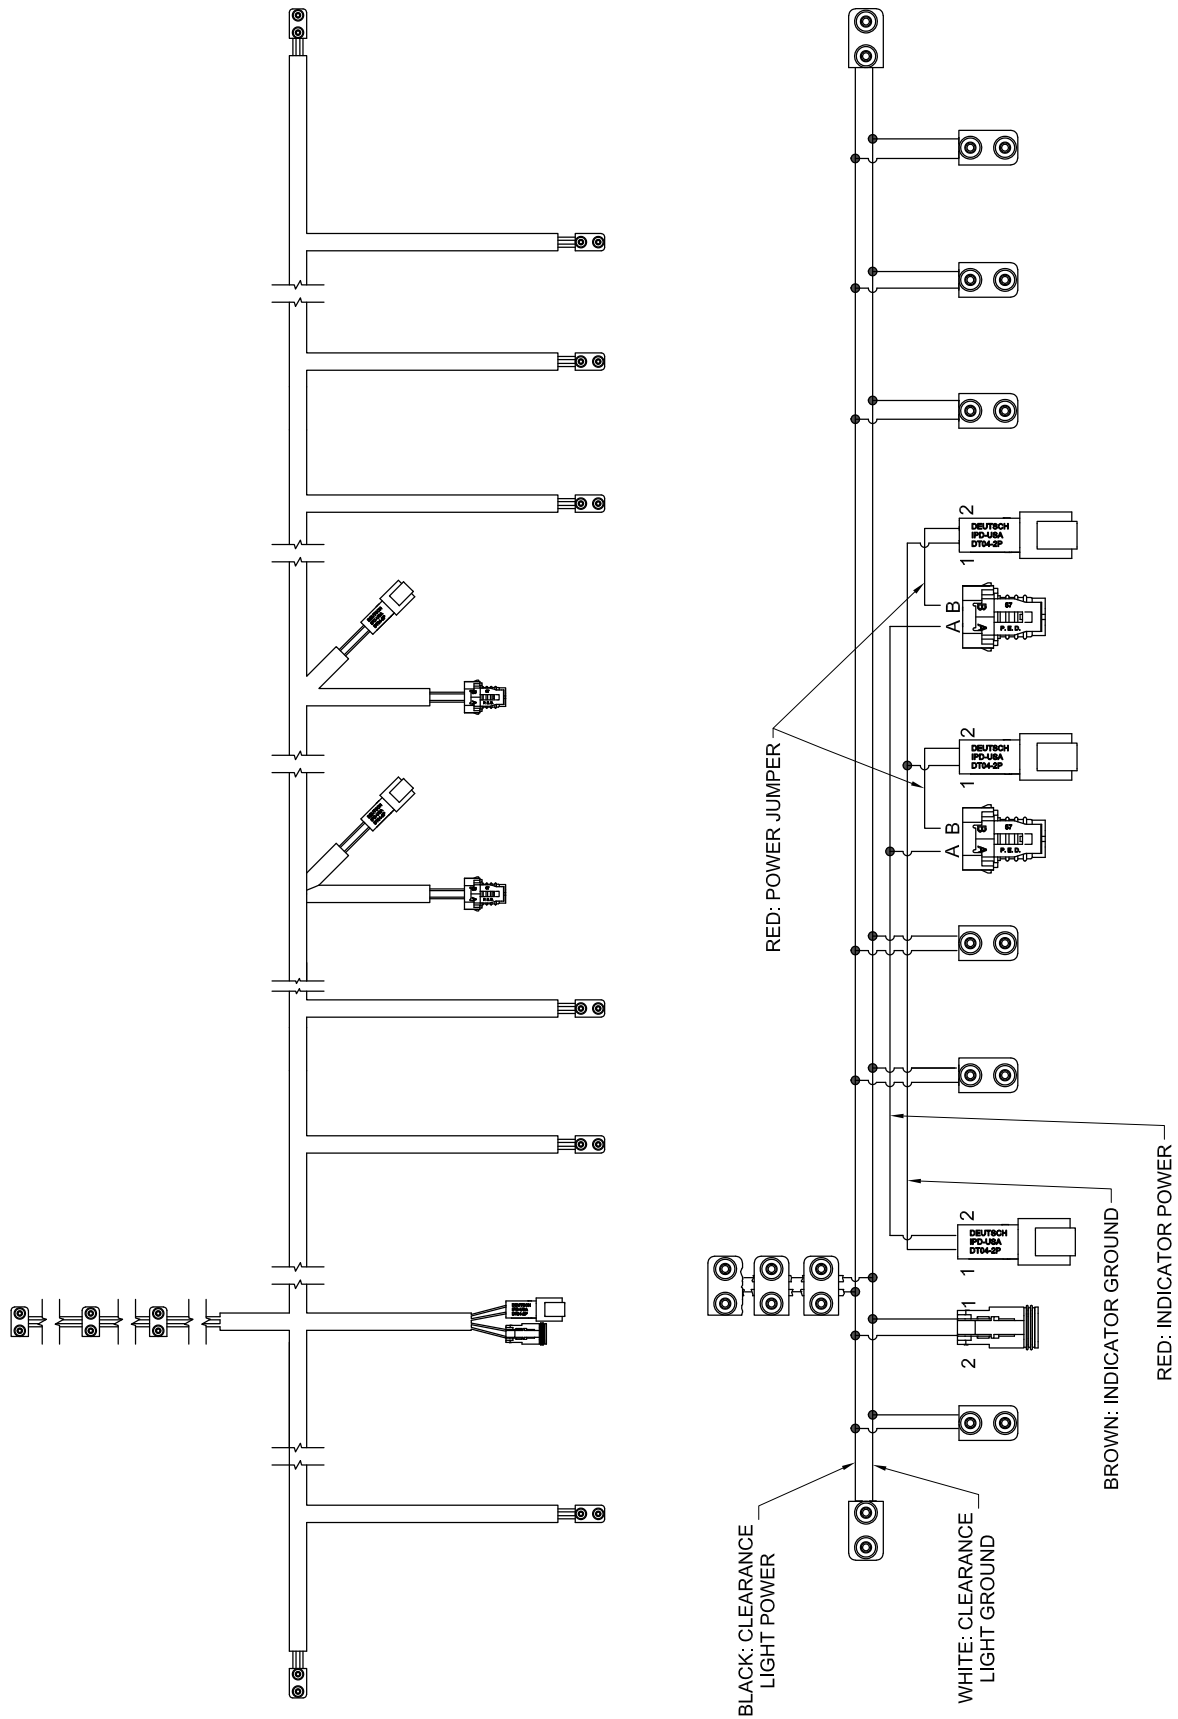 DEUTSCH
IPD-USA
DT04-2P
1
2
A
B
B
A
57
P. E. D.
RED: POWER JUMPER
DEUTSCH
IPD-USA
DT04-2P
1
2
A
B
B
A
57
P. E. D.
DEUTSCH
IPD-USA
DT04-2P
1
2
2
1
BLACK: CLEARANCE
LIGHT POWER
WHITE: CLEARANCE
LIGHT GROUND
BROWN: INDICATOR GROUND
RED: INDICATOR POWER